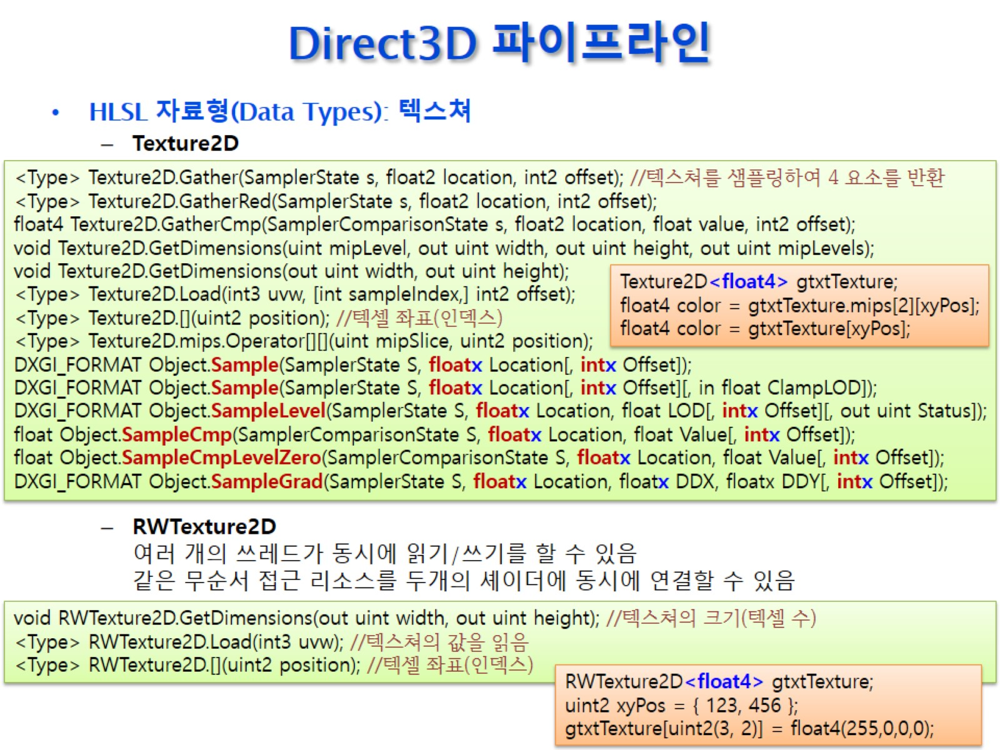 Direct3D 파이프라인
• HLSL 자료형(Data Types): 텍스쳐
– Texture2D
<Type> Texture2D.Gather(SamplerState s, float2 location, int2 offset); //텍스쳐를 샘플링하여 4 요소를 반환
<Type> Texture2D.GatherRed(SamplerState s, float2 location, int2 offset);
float4 Texture2D.GatherCmp(SamplerComparisonState s, float2 location, float value, int2 offset);
void Texture2D.GetDimensions(uint mipLevel, out uint width, out uint height, out uint mipLevels);
void Texture2D.GetDimensions(out uint width, out uint height);
<Type> Texture2D.Load(int3 uvw, [int sampleIndex,] int2 offset);
<Type> Texture2D.[](uint2 position); //텍셀 좌표(인덱스)
<Type> Texture2D.mips.Operator[][](uint mipSlice, uint2 position);
Texture2D<float4> gtxtTexture;
float4 color = gtxtTexture.mips[2][xyPos];
float4 color = gtxtTexture[xyPos];
DXGI_FORMAT Object.Sample(SamplerState S, floatx Location[, intx Offset]);
DXGI_FORMAT Object.Sample(SamplerState S, floatx Location[, intx Offset][, in float ClampLOD]);
DXGI_FORMAT Object.SampleLevel(SamplerState S, floatx Location, float LOD[, intx Offset][, out uint Status]);
float Object.SampleCmp(SamplerComparisonState S, floatx Location, float Value[, intx Offset]);
float Object.SampleCmpLevelZero(SamplerComparisonState S, floatx Location, float Value[, intx Offset]);
DXGI_FORMAT Object.SampleGrad(SamplerState S, floatx Location, floatx DDX, floatx DDY[, intx Offset]);
– RWTexture2D
여러 개의 쓰레드가 동시에 읽기/쓰기를 할 수 있음
같은 무순서 접근 리소스를 두개의 셰이더에 동시에 연결할 수 있음
void RWTexture2D.GetDimensions(out uint width, out uint height); //텍스쳐의 크기(텍셀 수)
<Type> RWTexture2D.Load(int3 uvw); //텍스쳐의 값을 읽음
<Type> RWTexture2D.[](uint2 position); //텍셀 좌표(인덱스)
RWTexture2D<float4> gtxtTexture;
uint2 xyPos = { 123, 456 };
gtxtTexture[uint2(3, 2)] = float4(255,0,0,0);